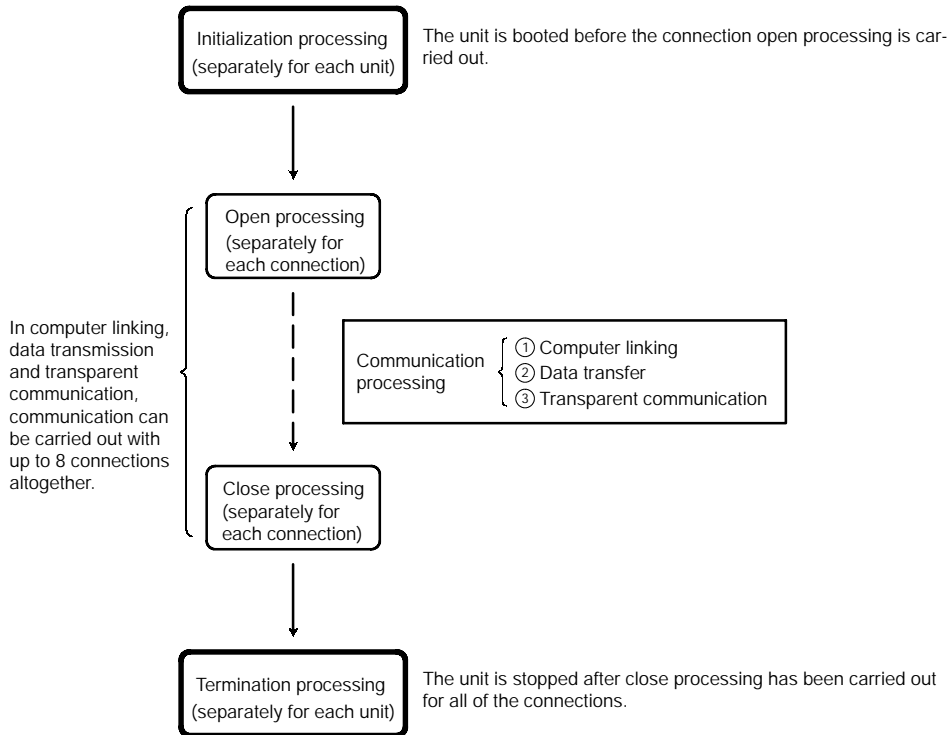 Initialization processing
(separately for each unit)
The unit is booted before the connection open processing is car-
ried out.
Open processing
(separately for
each connection)
In computer linking,
data transmission
and transparent
communication,
communication can
be carried out with
up to 8 connections
altogether.
Communication
processing
① Computer linking
② Data transfer
③ Transparent communication
Close processing
(separately for
each connection)
Termination processing
(separately for each unit)
The unit is stopped after close processing has been carried out
for all of the connections.